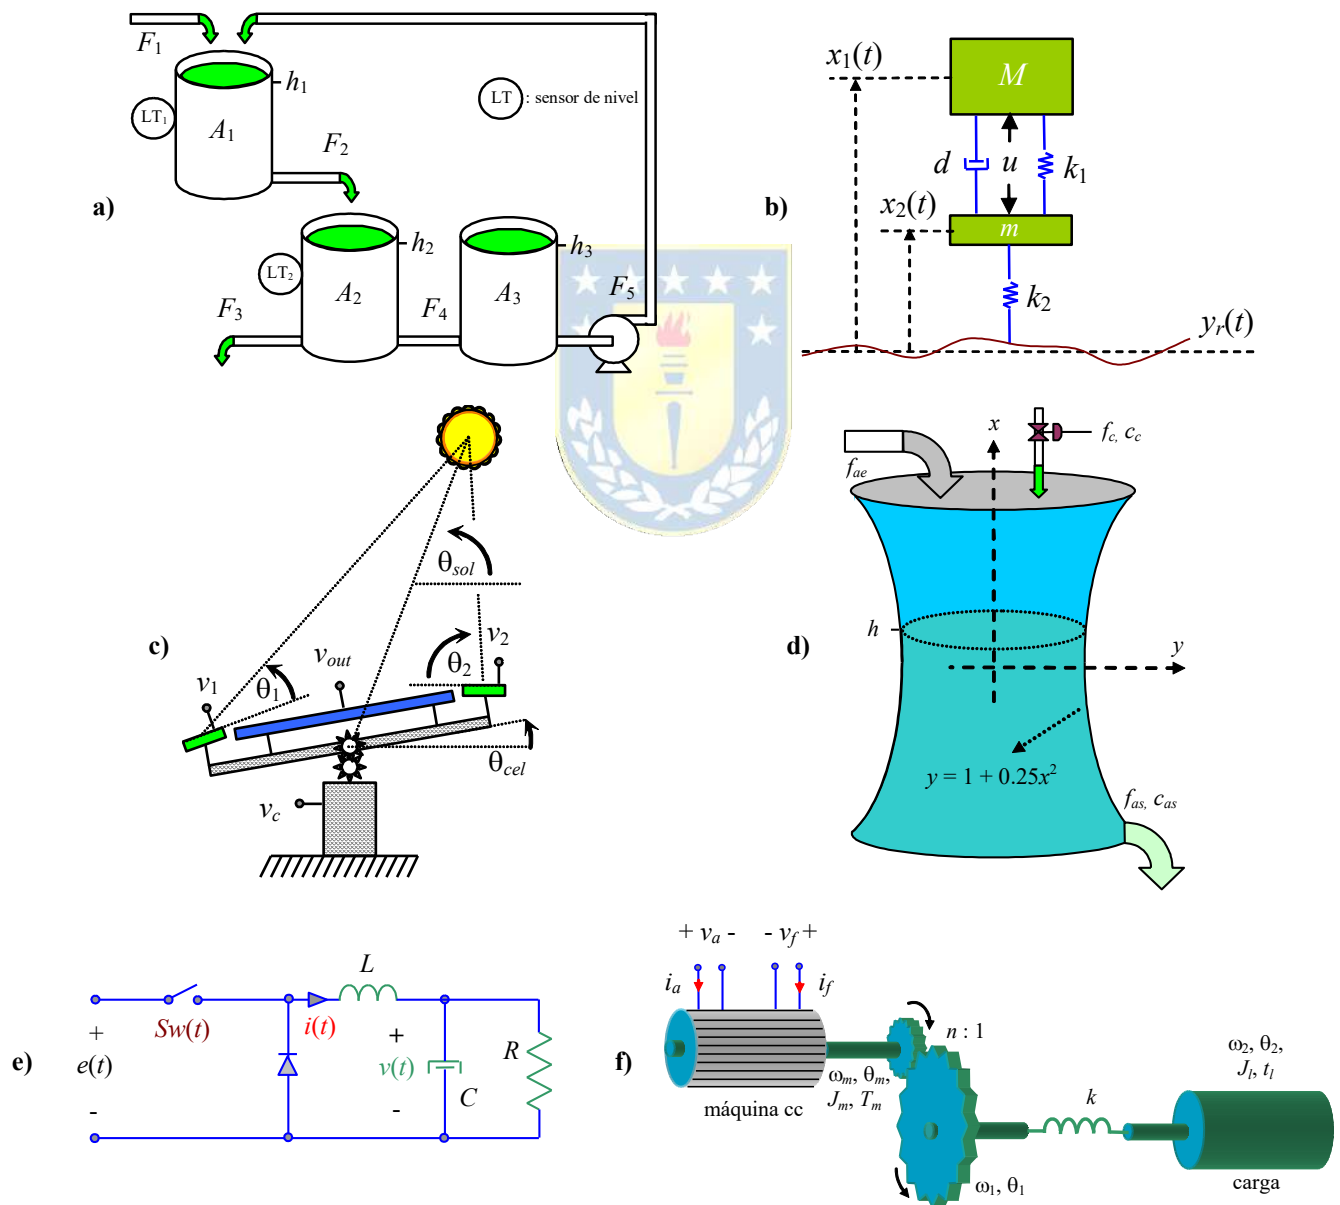 a)
F₁
h₁
LT₁
A₁
F₂
LT : sensor de nivel
h₂
h₃
LT₂
A₂
A₃
F₃
F₄
F₅
b)
x₁(t)
M
d
u
k₁
x₂(t)
m
k₂
yᵣ(t)
c)
θsol
v₁
θ₁
vout
θ₂
v₂
θcel
vc
d)
x
fc, cc
fae
h
y
y = 1 + 0.25x²
fas, cas
e)
+
e(t)
-
Sw(t)
i(t)
L
+
v(t)
-
C
R
f)
+ va - - vf +
ia
if
máquina cc
ωm, θm,
Jm, Tm
n : 1
ω₁, θ₁
k
ω₂, θ₂,
Jl, tl
carga